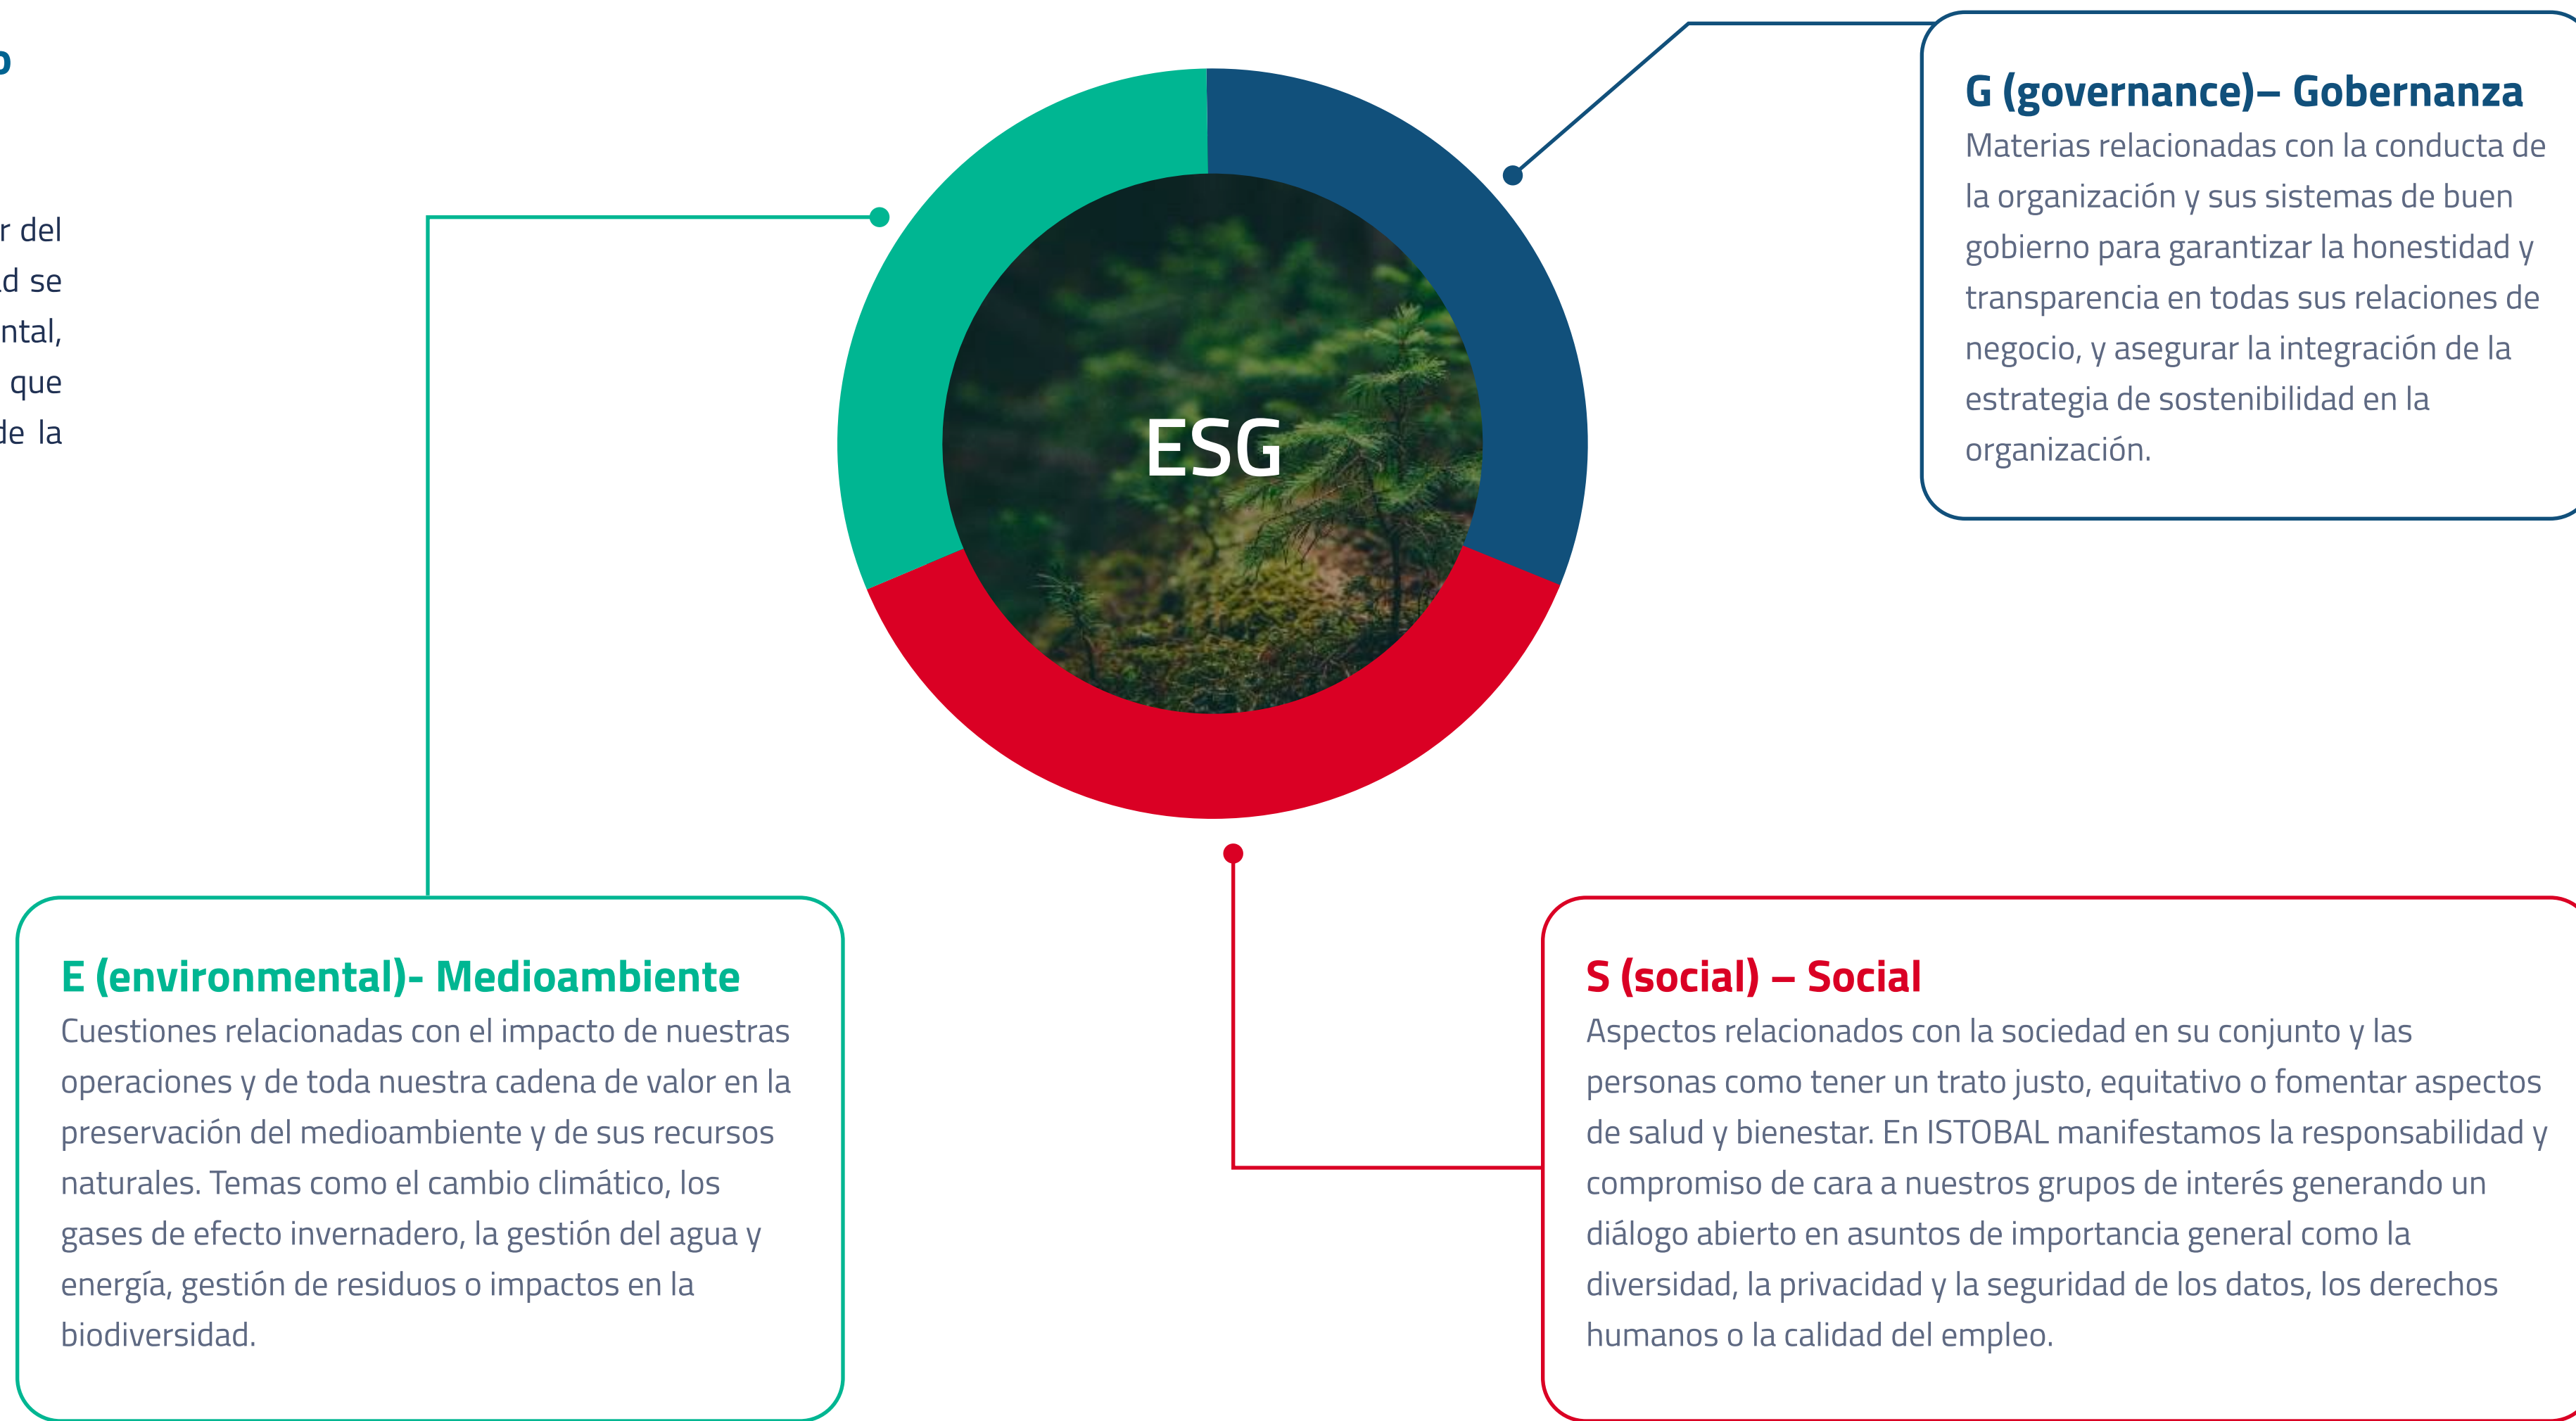 r del
se
que
de la
ESG
G (governance)– Gobernanza
Materias relacionadas con la conducta de
la organización y sus sistemas de buen
gobierno para garantizar la honestidad y
transparencia en todas sus relaciones de
negocio, y asegurar la integración de la
estrategia de sostenibilidad en la
organización.
E (environmental)- Medioambiente
Cuestiones relacionadas con el impacto de nuestras
operaciones y de toda nuestra cadena de valor en la
preservación del medioambiente y de sus recursos
naturales. Temas como el cambio climático, los
gases de efecto invernadero, la gestión del agua y
energía, gestión de residuos o impactos en la
biodiversidad.
S (social) – Social
Aspectos relacionados con la sociedad en su conjunto y las
personas como tener un trato justo, equitativo o fomentar aspectos
de salud y bienestar. En ISTOBAL manifestamos la responsabilidad y
compromiso de cara a nuestros grupos de interés generando un
diálogo abierto en asuntos de importancia general como la
diversidad, la privacidad y la seguridad de los datos, los derechos
humanos o la calidad del empleo.